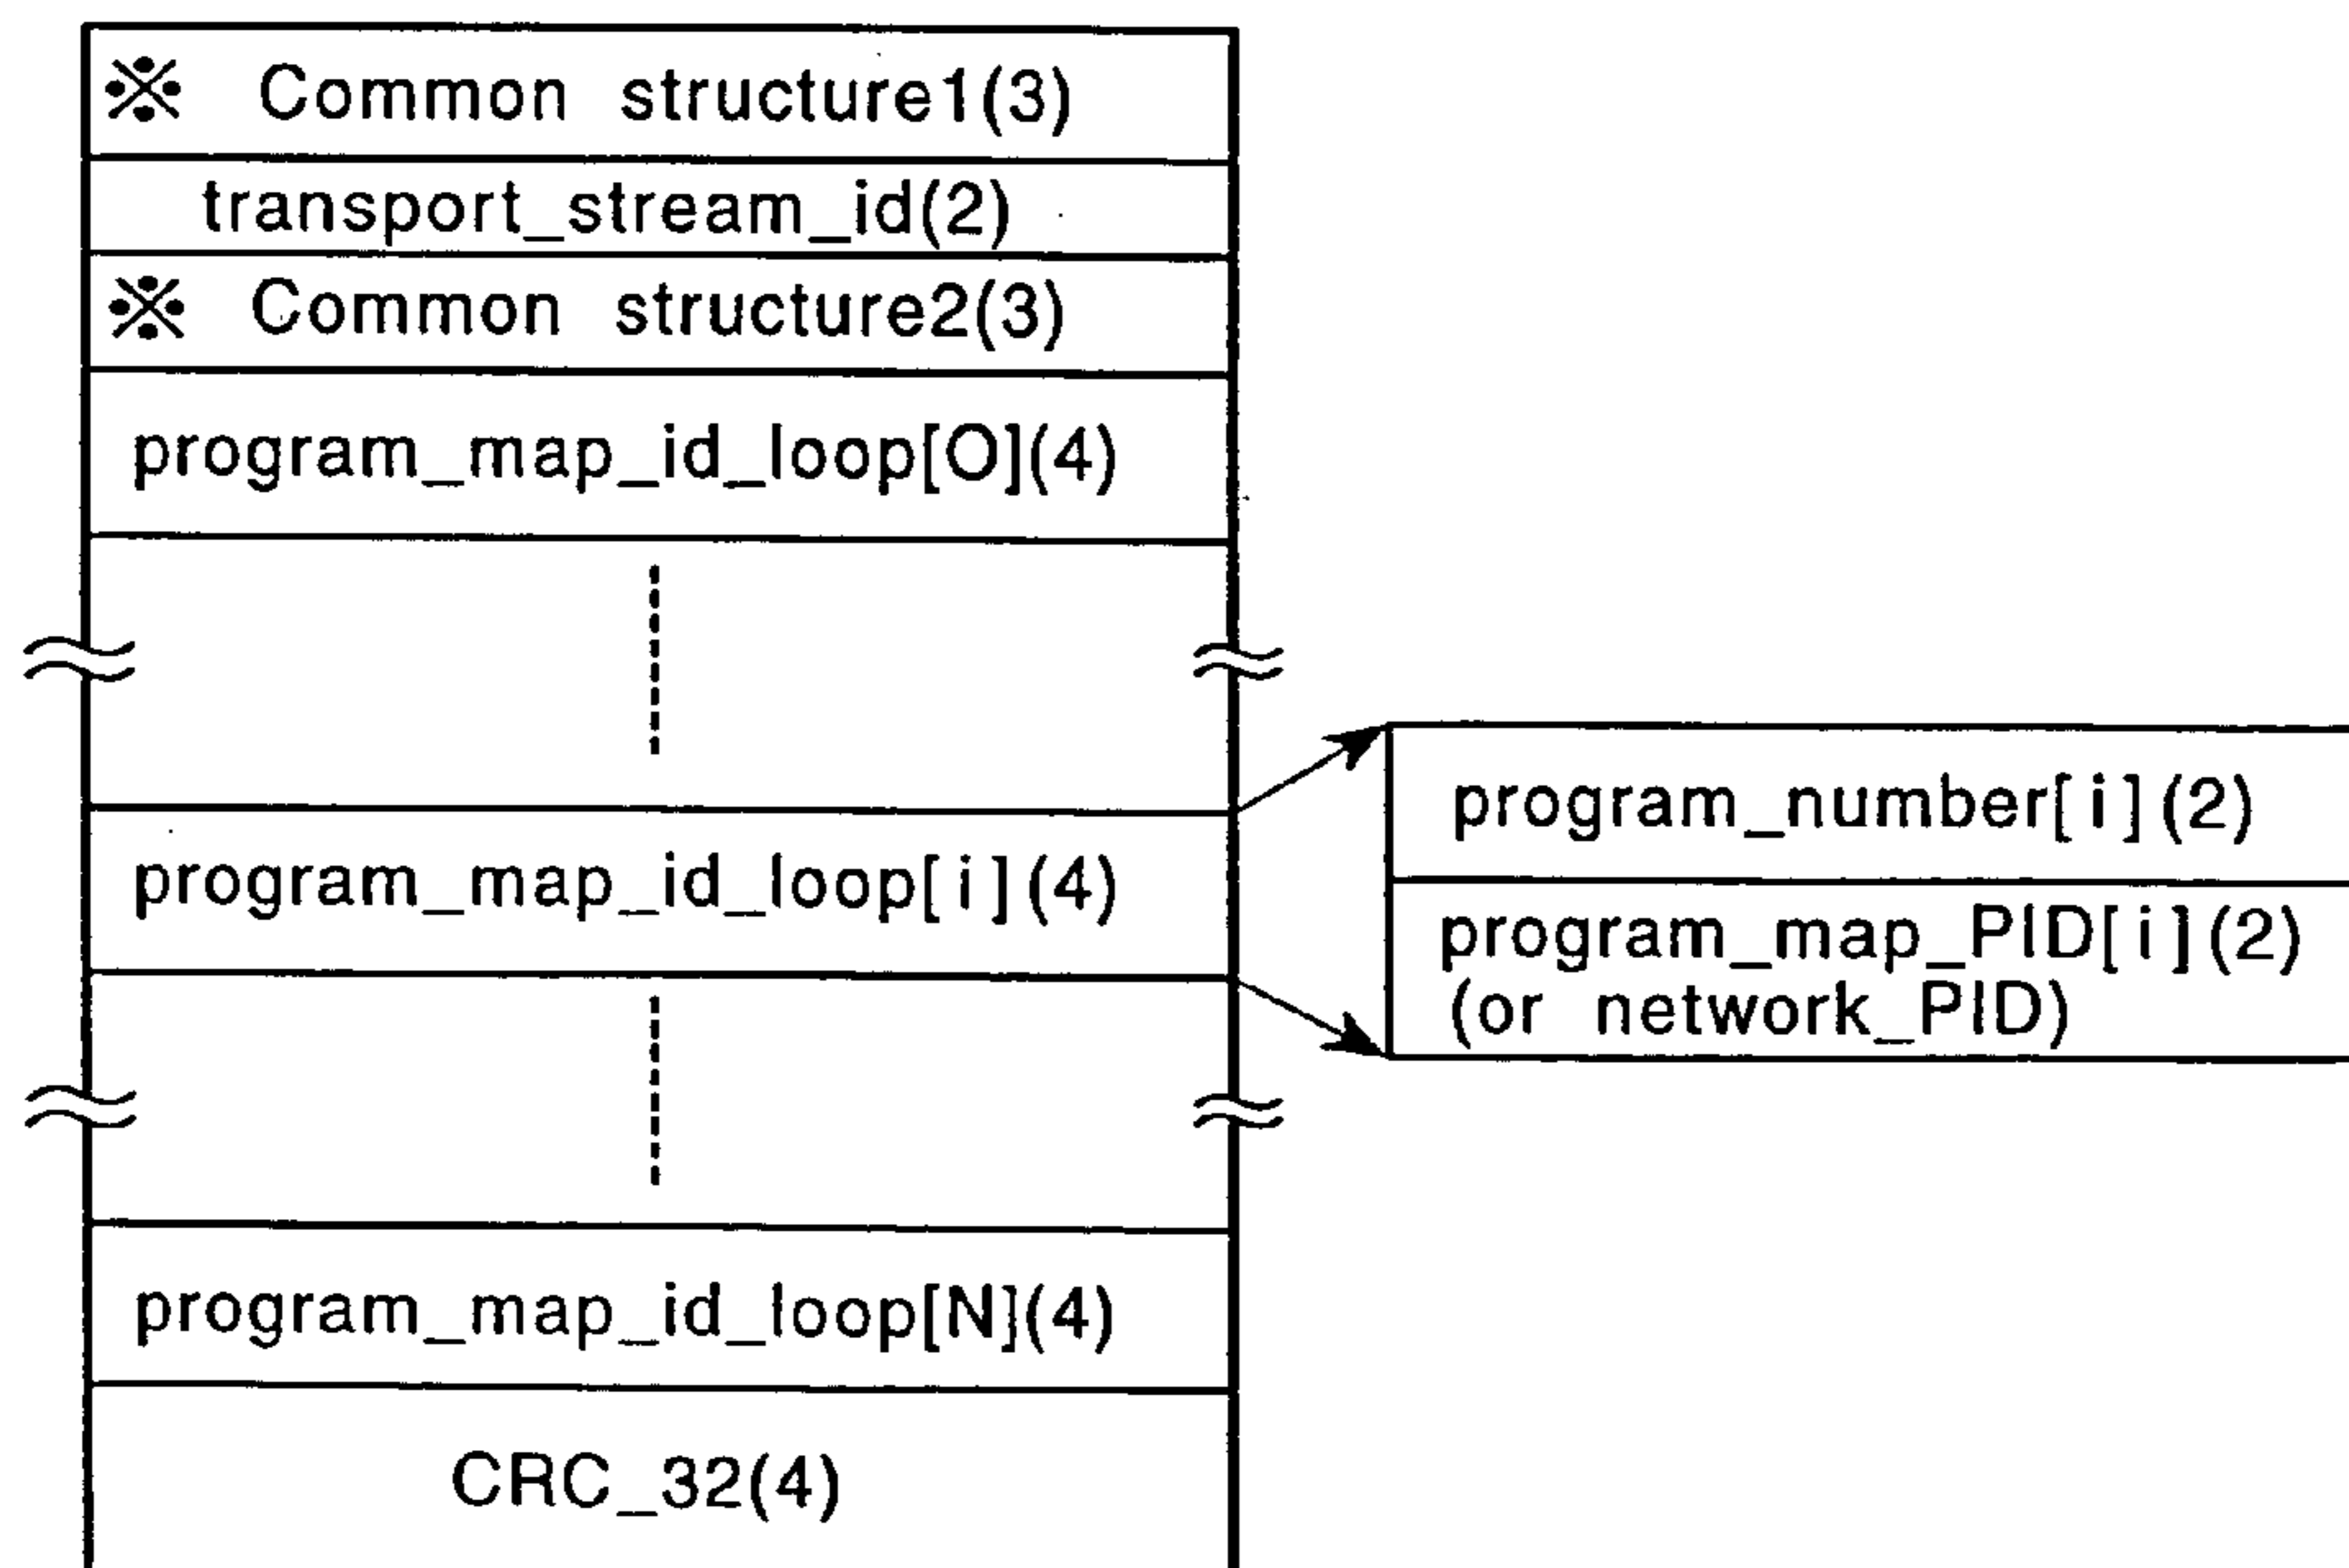 ※ Common structure1(3)
transport_stream_id(2)
※ Common structure2(3)
program_map_id_loop[O](4)
program_map_id_loop[i](4)
program_number[i](2)
program_map_PID[i](2)
(or network_PID)
program_map_id_loop[N](4)
CRC_32(4)